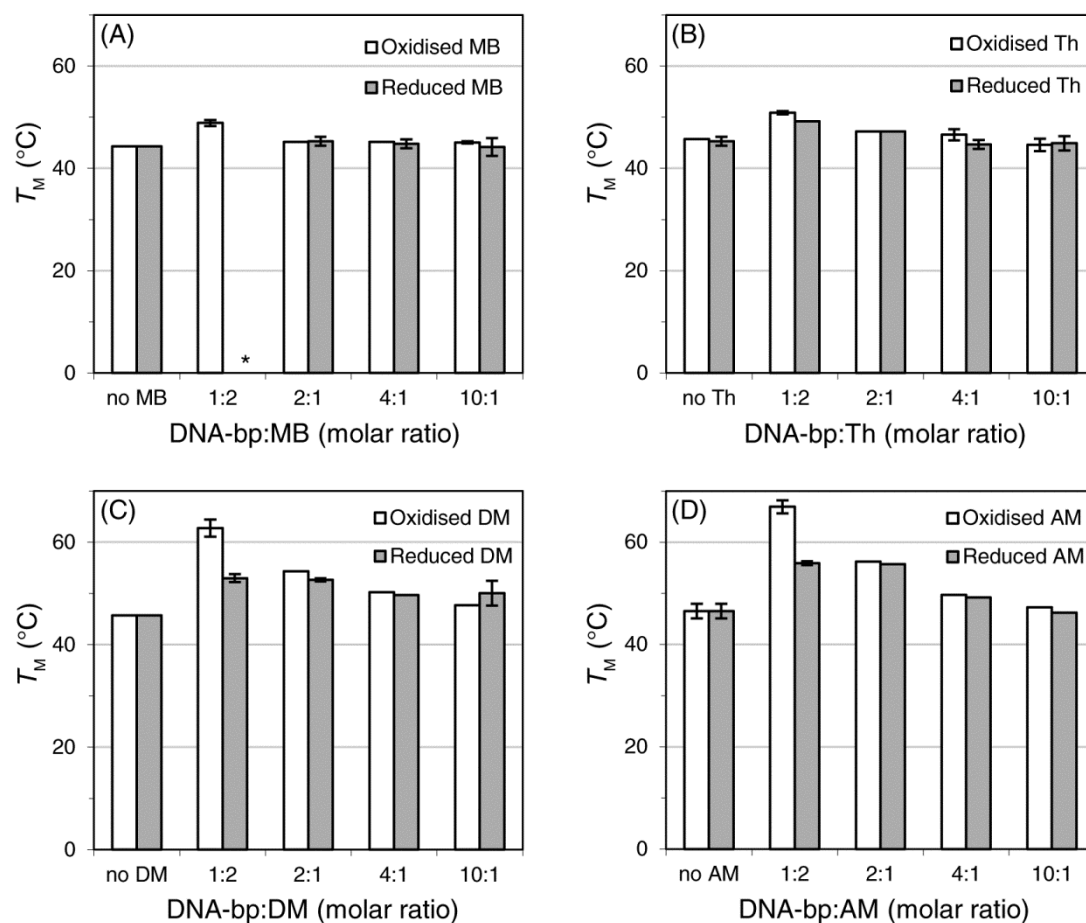 (A)
Oxidised MB
Reduced MB
60
40
20
0
T_M (°C)
*
no MB 1:2 2:1 4:1 10:1
DNA-bp:MB (molar ratio)
(B)
Oxidised Th
Reduced Th
60
40
20
0
T_M (°C)
no Th 1:2 2:1 4:1 10:1
DNA-bp:Th (molar ratio)
(C)
Oxidised DM
Reduced DM
60
40
20
0
T_M (°C)
no DM 1:2 2:1 4:1 10:1
DNA-bp:DM (molar ratio)
(D)
Oxidised AM
Reduced AM
60
40
20
0
T_M (°C)
no AM 1:2 2:1 4:1 10:1
DNA-bp:AM (molar ratio)